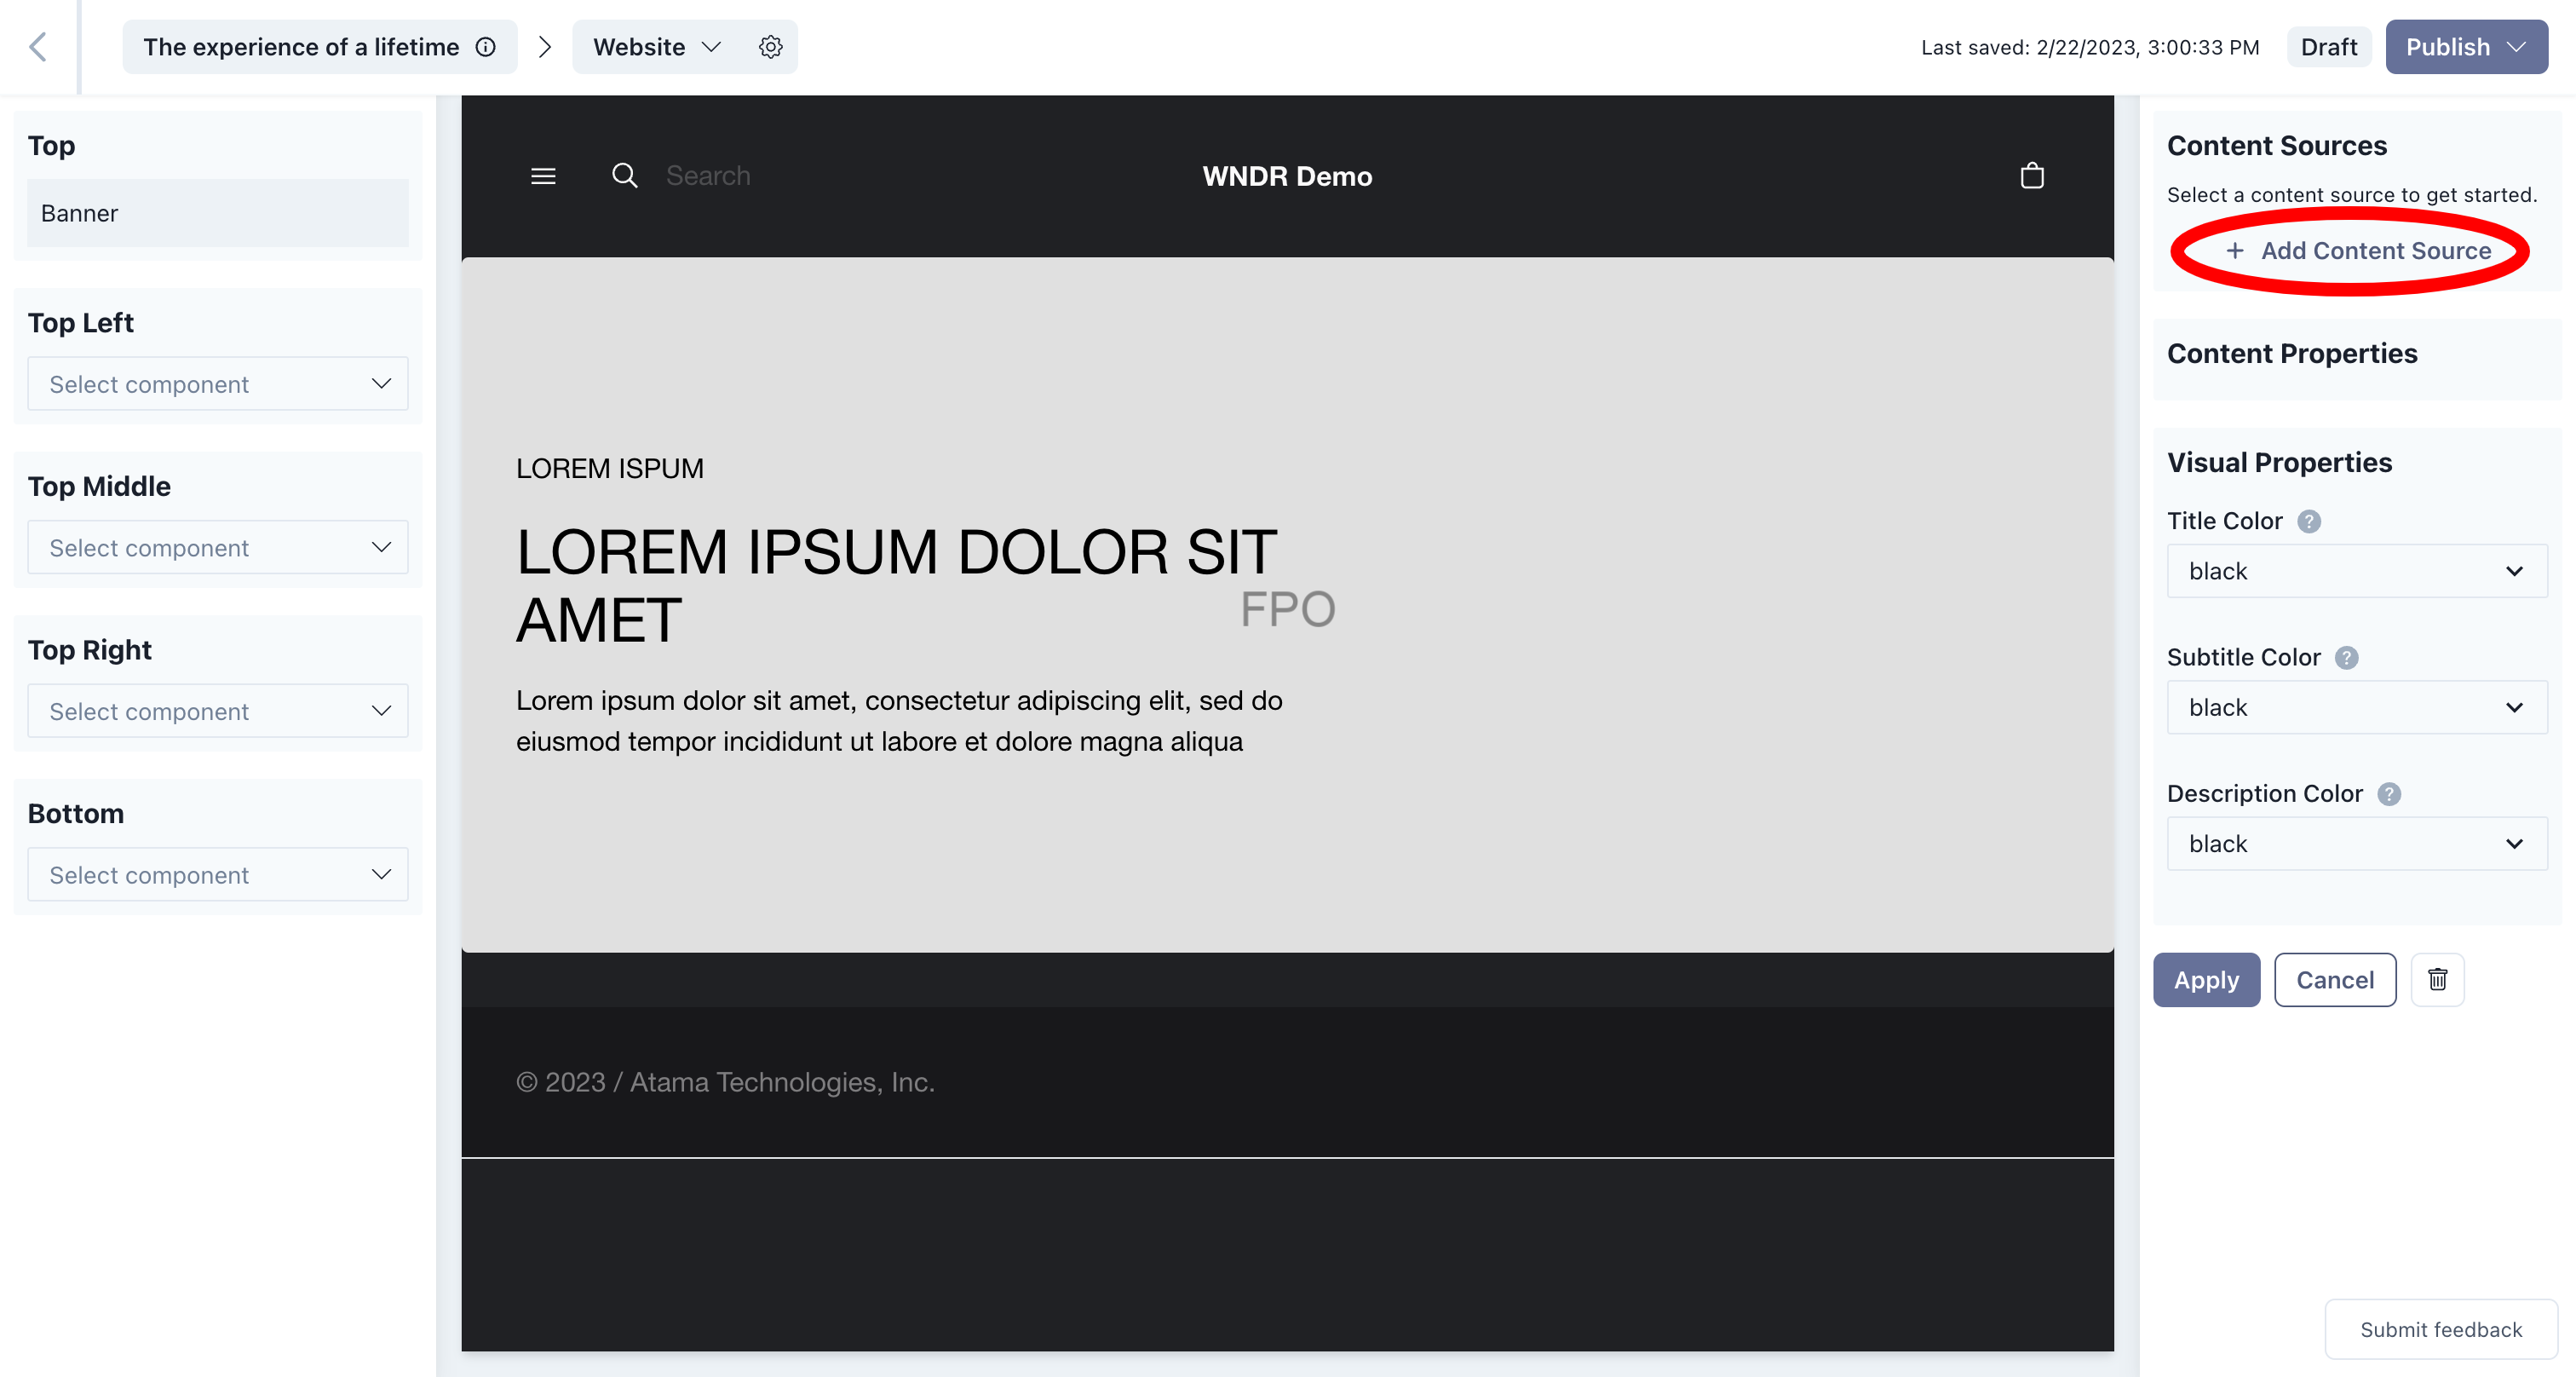 The experience of a lifetime
Website
Last saved: 2/22/2023, 3:00:33 PM
Draft
Publish
Top
Banner
Top Left
Select component
Top Middle
Select component
Top Right
Select component
Bottom
Select component
Search
WNDR Demo
LOREM ISPUM
LOREM IPSUM DOLOR SIT
AMET
FPO
Lorem ipsum dolor sit amet, consectetur adipiscing elit, sed do
eiusmod tempor incididunt ut labore et dolore magna aliqua
© 2023 / Atama Technologies, Inc.
Content Sources
Select a content source to get started.
+ Add Content Source
Content Properties
Visual Properties
Title Color ?
black
Subtitle Color ?
black
Description Color ?
black
Apply
Cancel
Submit feedback